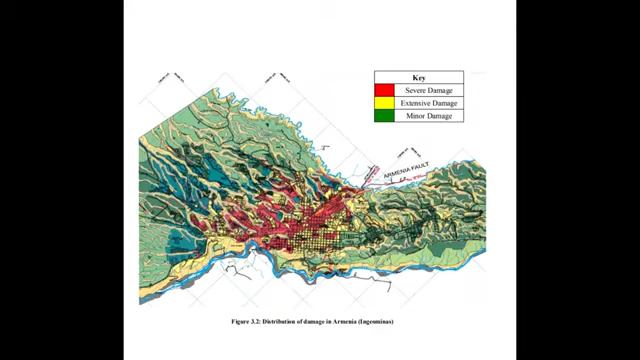 Key
Severe Damage
Extensive Damage
Minor Damage
ARMENIA FAULT
Figure 3.2: Distribution of damage in Armenia (Ingeominas)